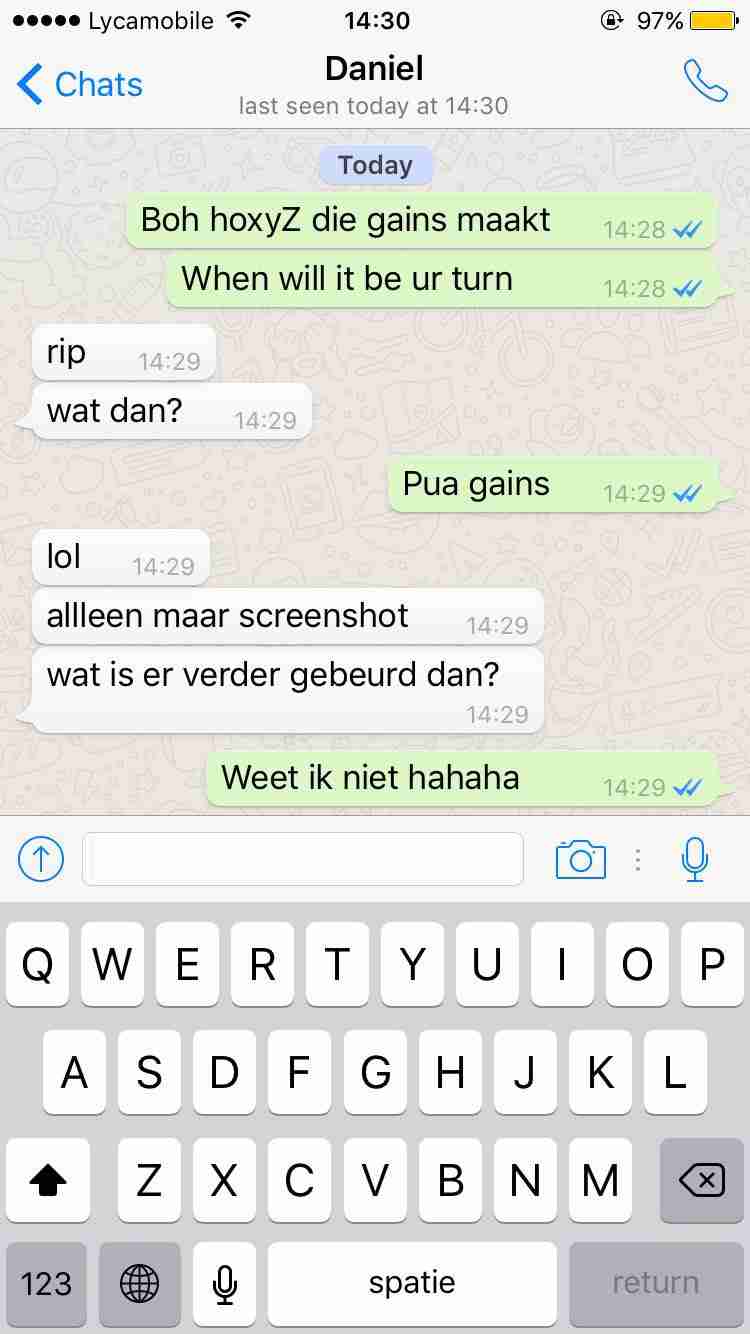 Lycamobile 14:30 97%
Chats Daniel
last seen today at 14:30
Today
Boh hoxyZ die gains maakt 14:28
When will it be ur turn 14:28
rip 14:29
wat dan? 14:29
Pua gains 14:29
lol 14:29
allleen maar screenshot 14:29
wat is er verder gebeurd dan?
14:29
Weet ik niet hahaha 14:29
Q W E R T Y U I O P
A S D F G H J K L
Z X C V B N M
123 spatie return